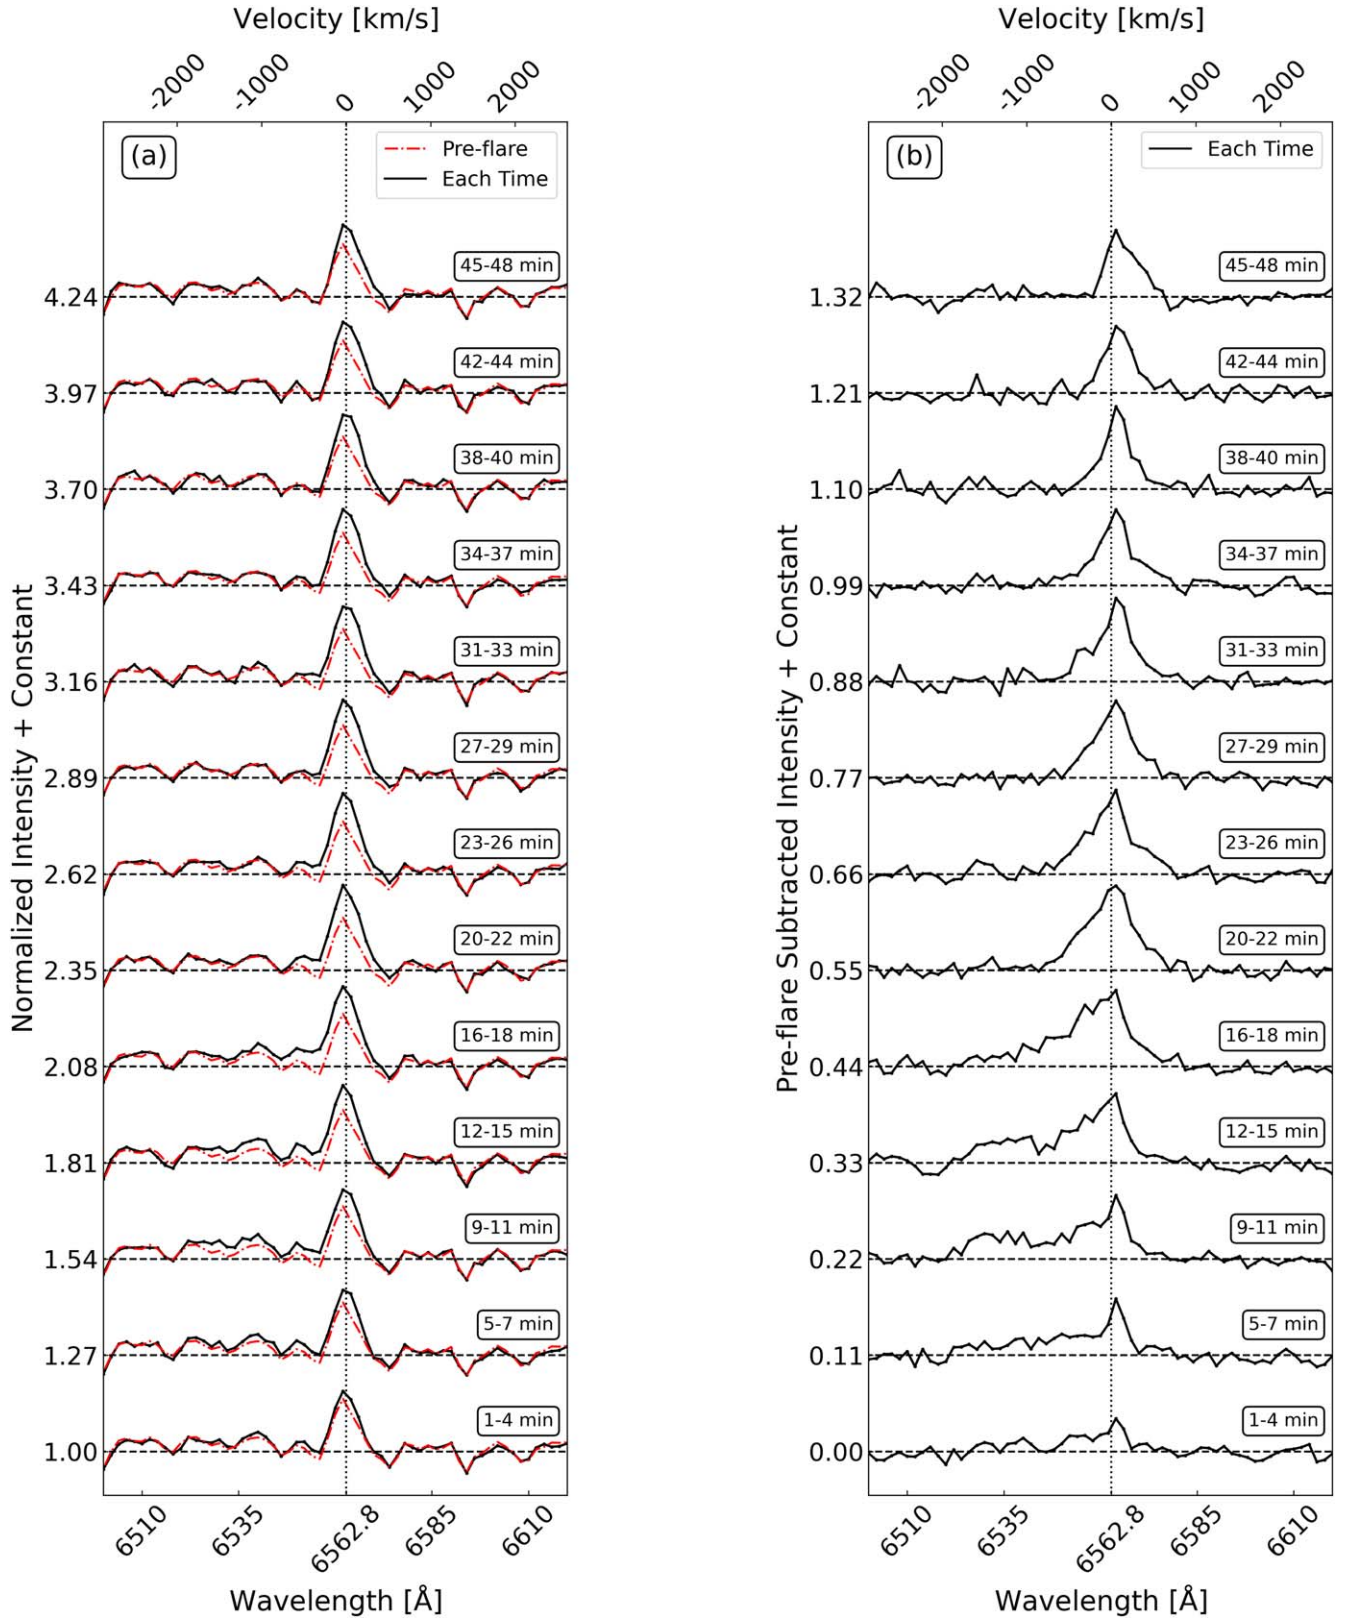 Velocity [km/s]
-2000 -1000 0 1000 2000
(a)
Pre-flare
Each Time
45-48 min
4.24
42-44 min
3.97
38-40 min
3.70
34-37 min
3.43
31-33 min
3.16
27-29 min
2.89
23-26 min
2.62
20-22 min
2.35
16-18 min
2.08
12-15 min
1.81
9-11 min
1.54
5-7 min
1.27
1-4 min
1.00
Normalized Intensity + Constant
6510 6535 6562.8 6585 6610
Wavelength [Å]
Velocity [km/s]
-2000 -1000 0 1000 2000
(b)
Each Time
45-48 min
1.32
42-44 min
1.21
38-40 min
1.10
34-37 min
0.99
31-33 min
0.88
27-29 min
0.77
23-26 min
0.66
20-22 min
0.55
16-18 min
0.44
12-15 min
0.33
9-11 min
0.22
5-7 min
0.11
1-4 min
0.00
Pre-flare Subtracted Intensity + Constant
6510 6535 6562.8 6585 6610
Wavelength [Å]